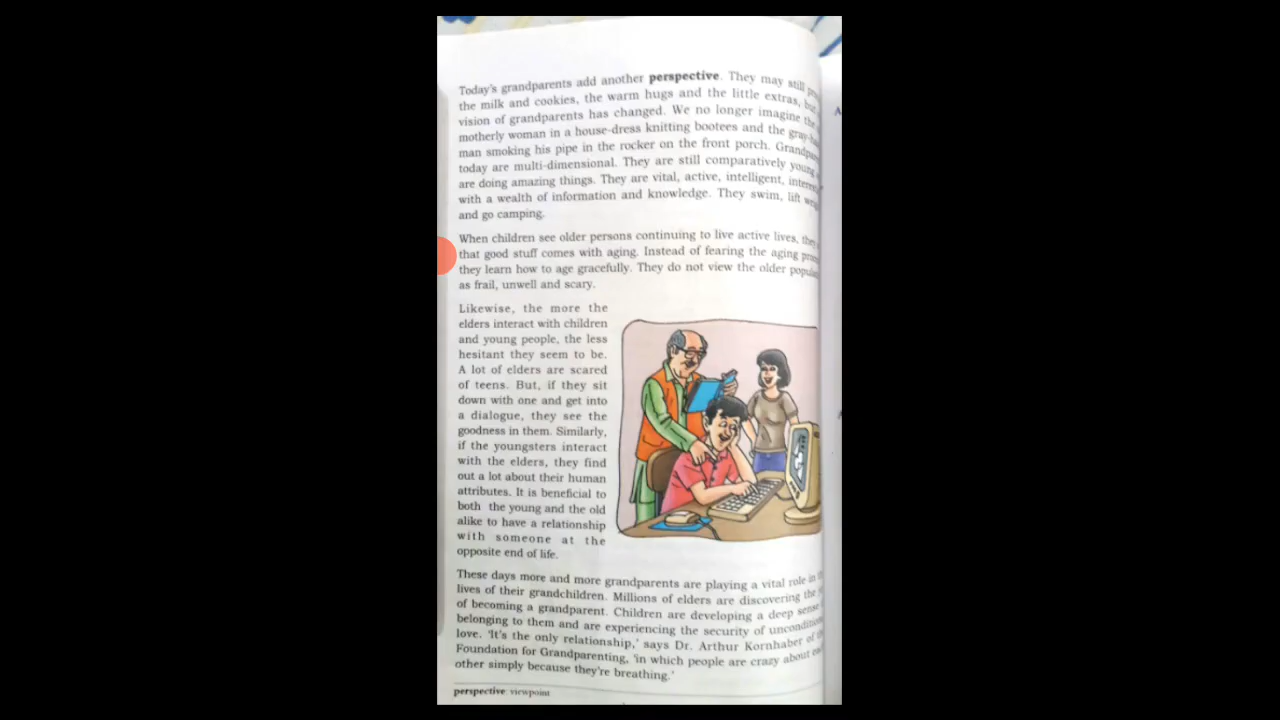 Today's grandparents add another perspective. They may still
the milk and cookies, the warm hugs and the little extras,
vision of grandparents has changed. We no longer imagine the
motherly woman in a house-dress knitting bootees and the
man smoking his pipe in the rocker on the front porch.
today are multi-dimensional. They are still comparatively young
are doing amazing things. They are vital, active, intelligent,
with a wealth of information and knowledge. They swim, lift
and go camping.
When children see older persons continuing to live active lives,
that good stuff comes with aging. Instead of fearing the aging
they learn how to age gracefully. They do not view the older
as frail, unwell and scary.
Likewise, the more the
elders interact with children
and young people, the less
hesitant they seem to be.
A lot of elders are scared
of teens. But, if they sit
down with one and get into
a dialogue, they see the
goodness in them. Similarly,
if the youngsters interact
with the elders, they find
out a lot about their human
attributes. It is beneficial to
both the young and the old
alike to have a relationship
with someone at the
opposite end of life.
These days more and more grandparents are playing a vital role in
lives of their grandchildren. Millions of elders are discovering the
of becoming a grandparent. Children are developing a deep sense
belonging to them and are experiencing the security of
love. 'It's the only relationship,' says Dr. Arthur Kornhaber of
Foundation for Grandparenting, 'in which people are crazy about
other simply because they're breathing.'
perspective: viewpoint
A
A